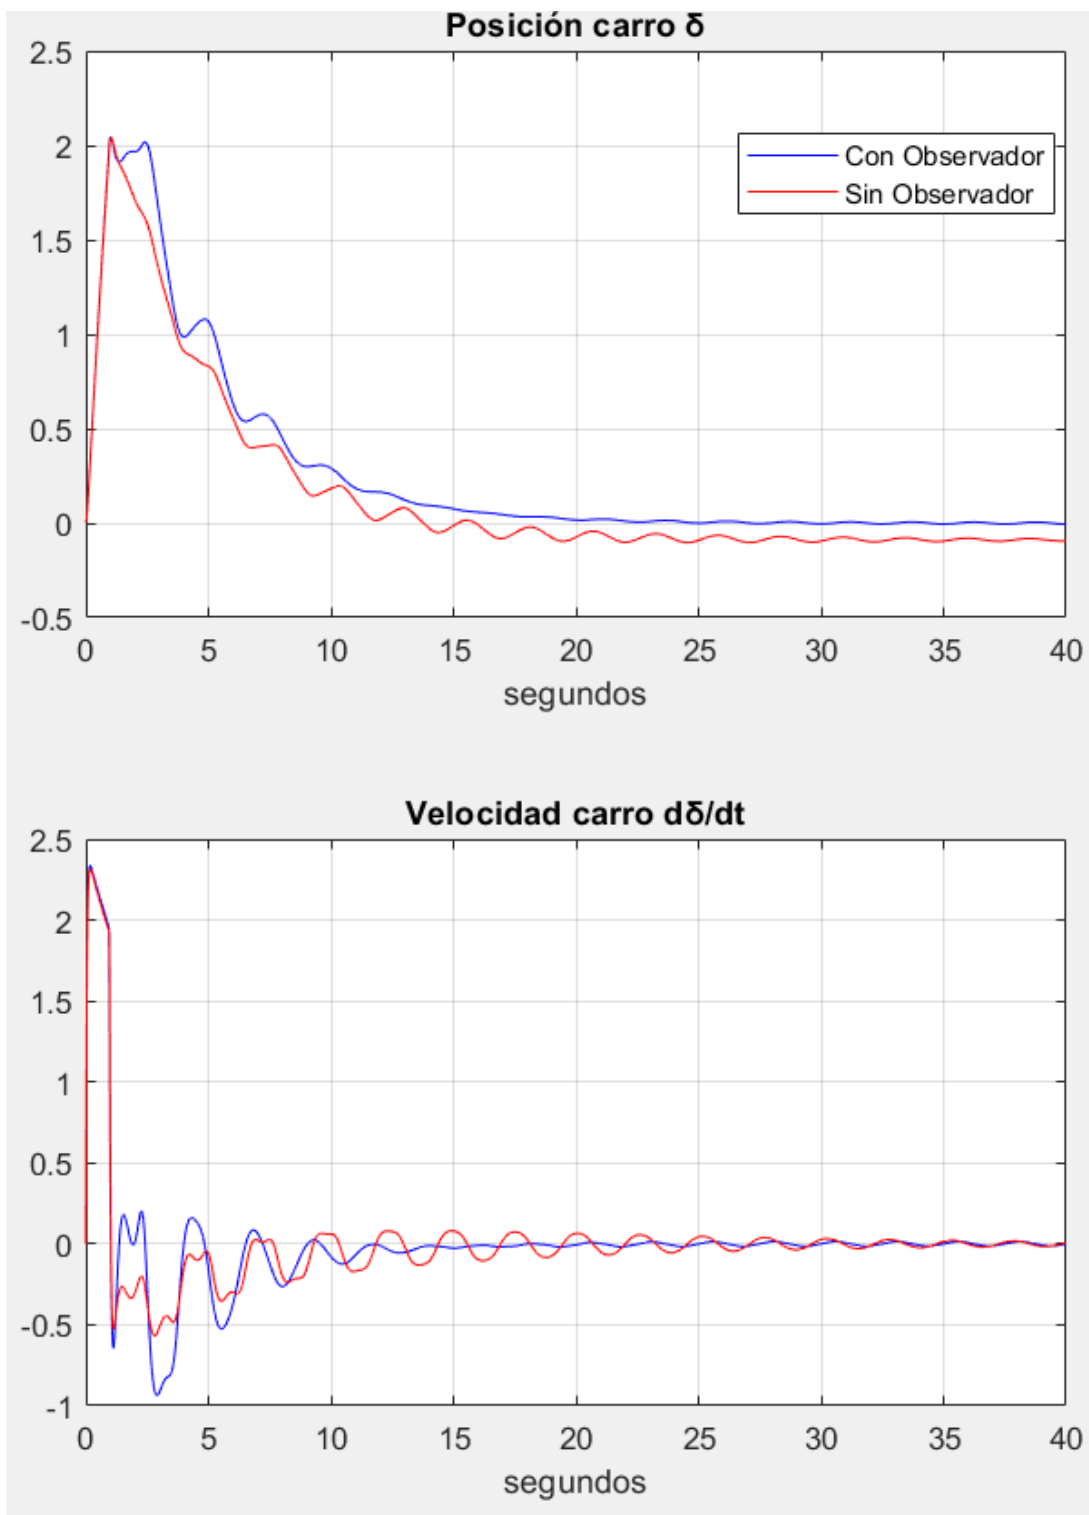 Posición carro δ
2.5
2
1.5
1
0.5
0
-0.5
Con Observador
Sin Observador
0 5 10 15 20 25 30 35 40
segundos
Velocidad carro dδ/dt
2.5
2
1.5
1
0.5
0
-0.5
-1
0 5 10 15 20 25 30 35 40
segundos